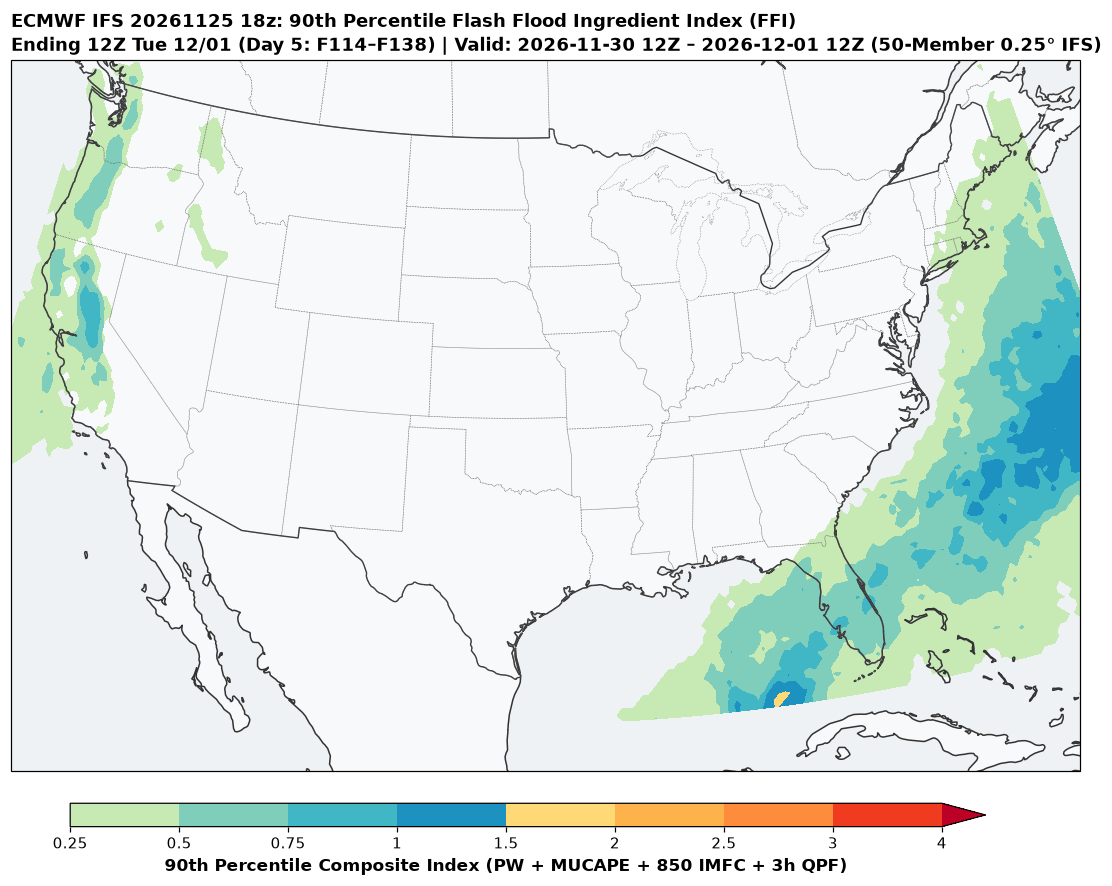 ECMWF IFS 20261125 18z: 90th Percentile Flash Flood Ingredient Index (FFI)
Ending 12Z Tue 12/01 (Day 5: F114–F138) | Valid: 2026-11-30 12Z – 2026-12-01 12Z (50-Member 0.25° IFS)
0.25 0.5 0.75 1 1.5 2 2.5 3 4
90th Percentile Composite Index (PW + MUCAPE + 850 IMFC + 3h QPF)